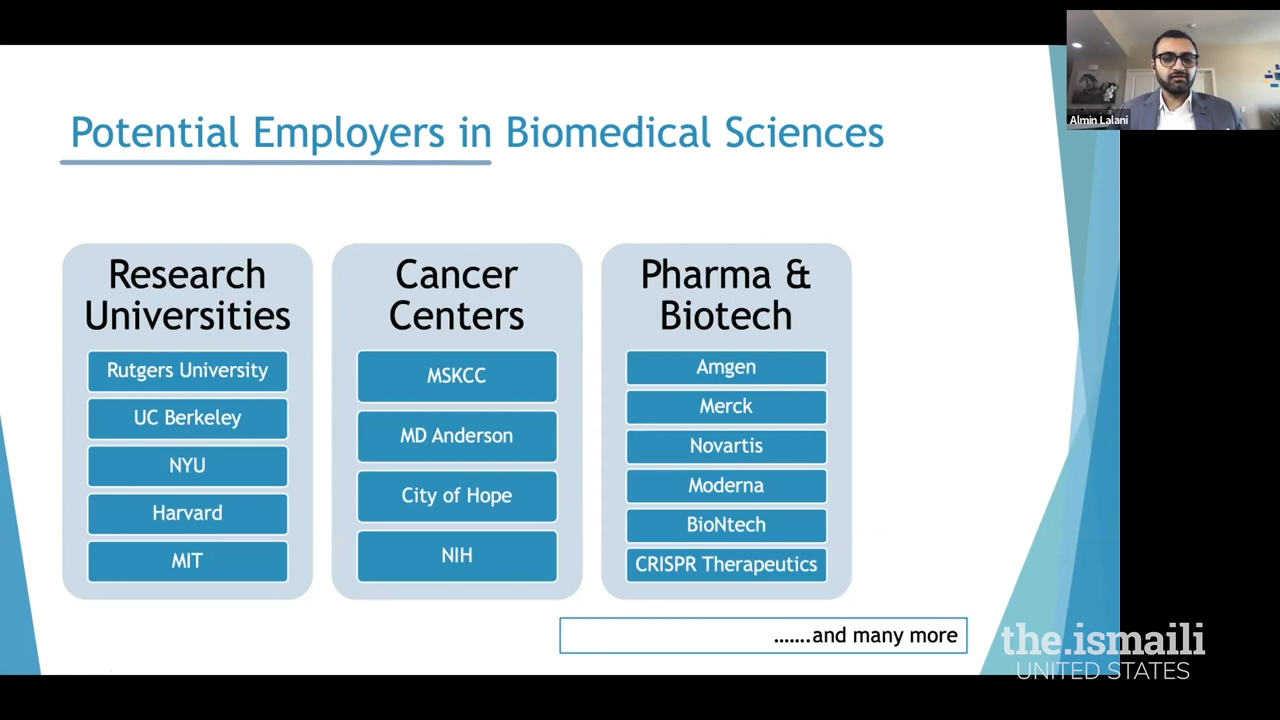 Potential Employers in Biomedical Sciences
Almin Lalani
Research
Universities
Rutgers University
UC Berkeley
NYU
Harvard
MIT
Cancer
Centers
MSKCC
MD Anderson
City of Hope
NIH
Pharma &
Biotech
Amgen
Merck
Novartis
Moderna
BioNtech
CRISPR Therapeutics
.......and many more
the.ismaili
UNITED STATES